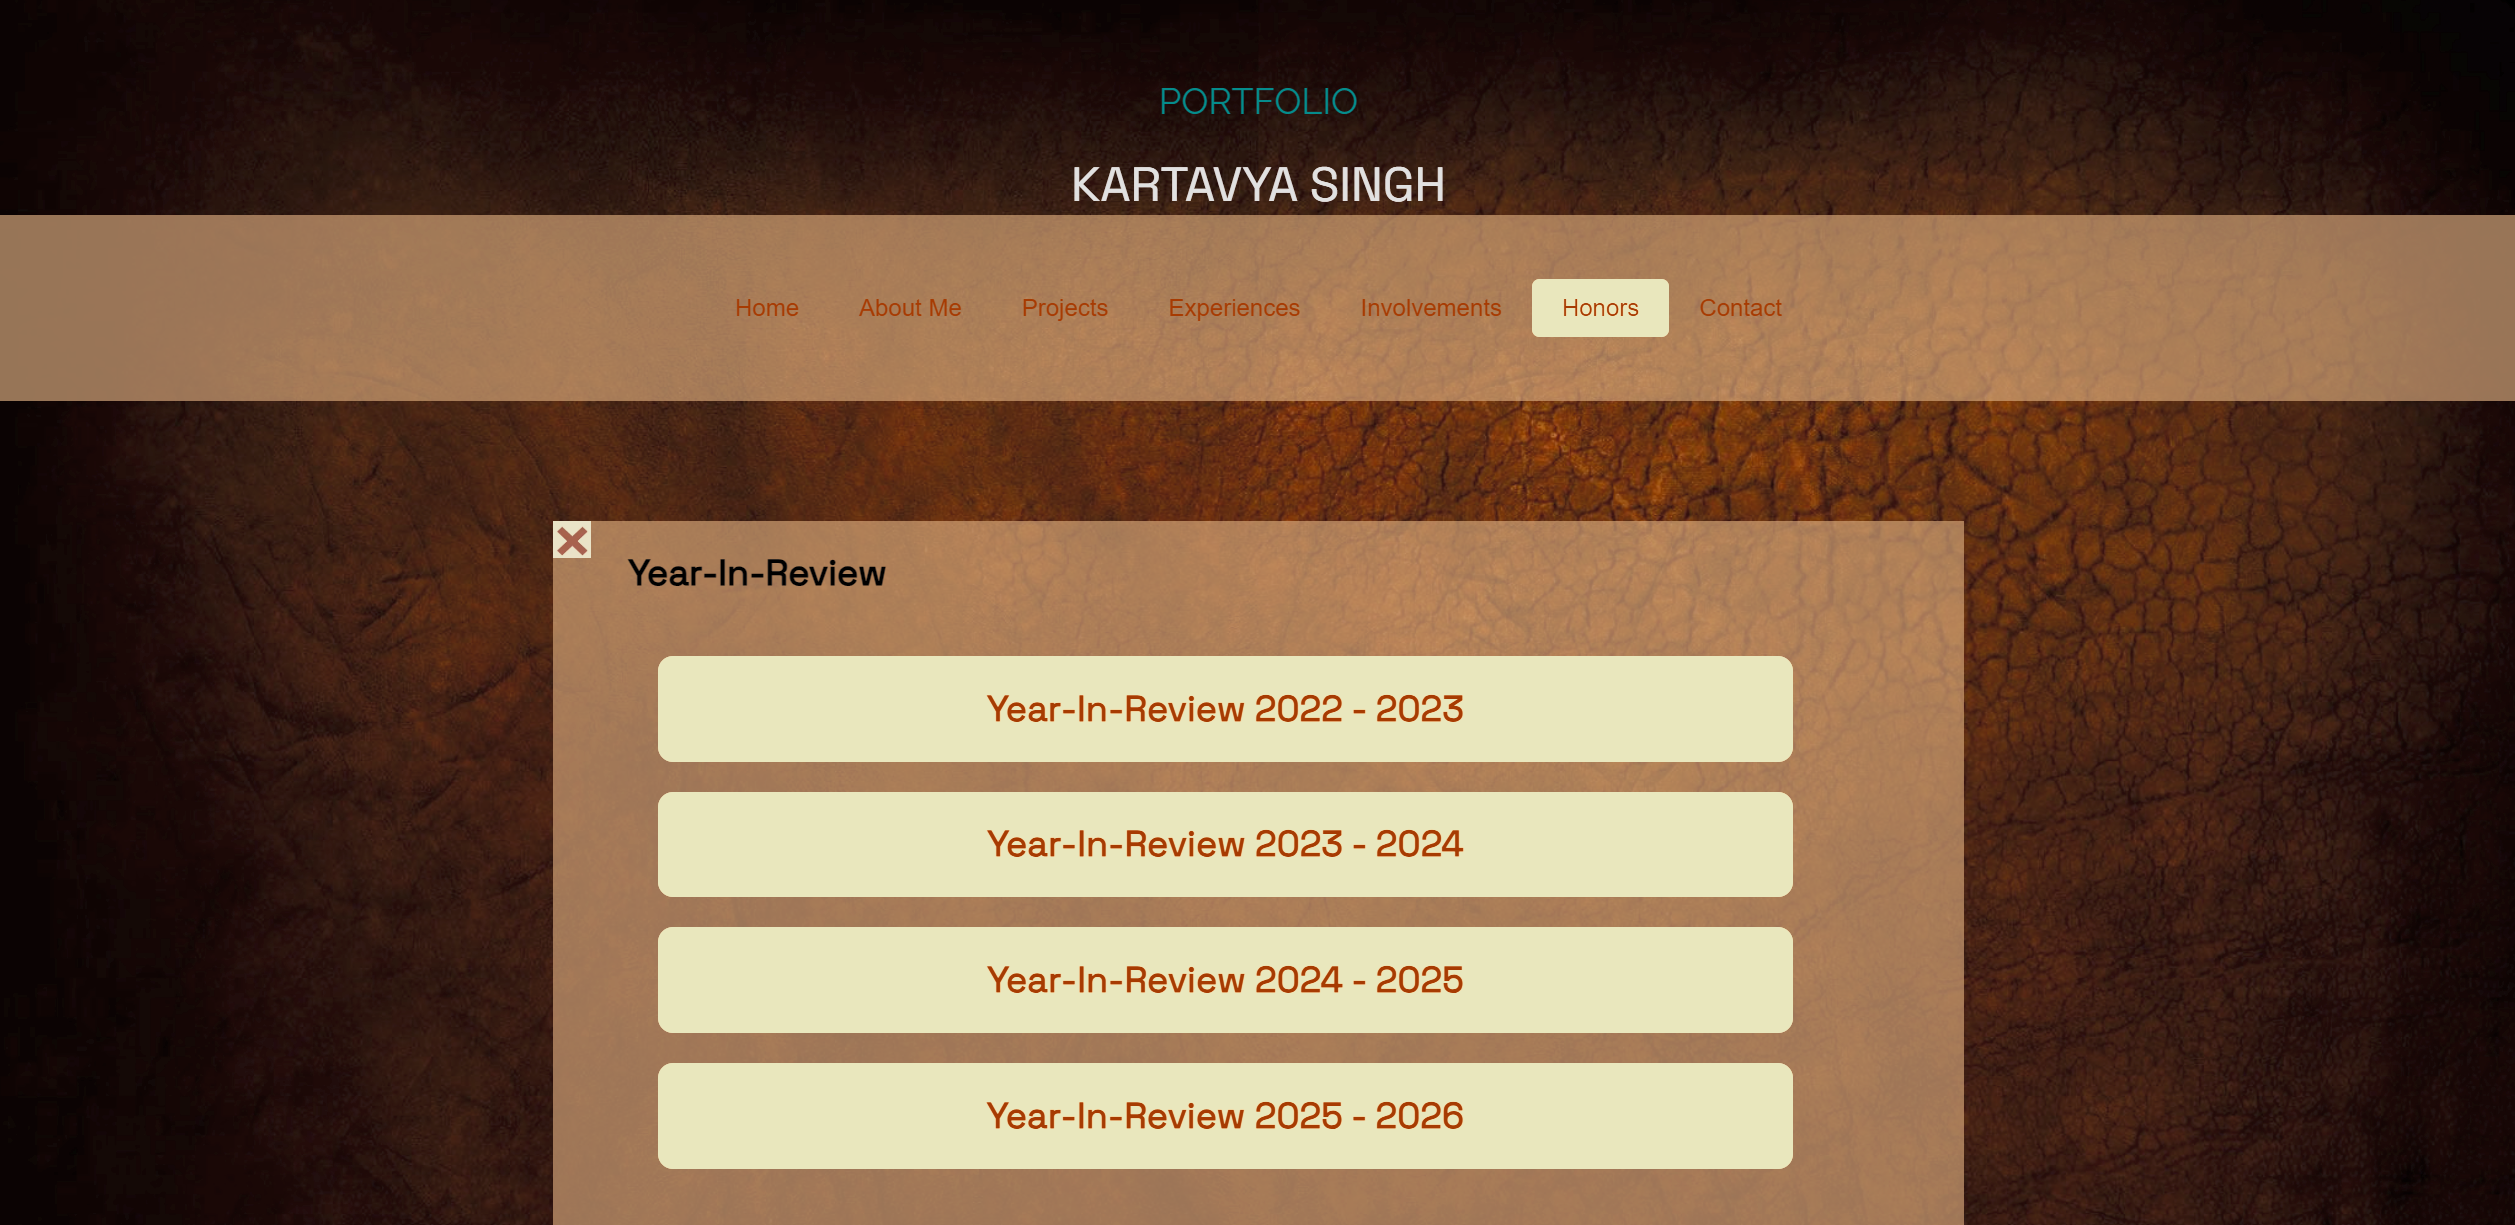 PORTFOLIO
KARTAVYA SINGH
Home About Me Projects Experiences Involvements Honors Contact
Year-In-Review
Year-In-Review 2022 - 2023
Year-In-Review 2023 - 2024
Year-In-Review 2024 - 2025
Year-In-Review 2025 - 2026